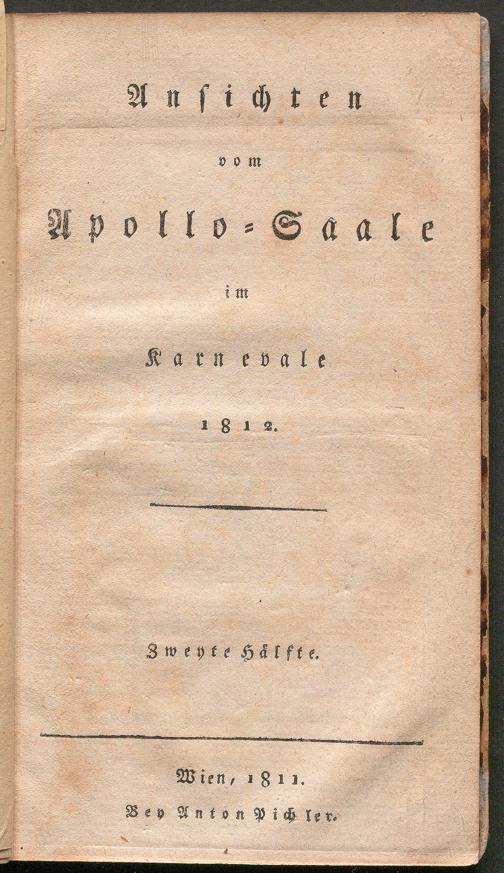 Ansichten
vom
Apollo=Saale
im
Karnevale
1812.
Zweyte Hälfte.
Wien, 1811.
Bey Anton Pichler.